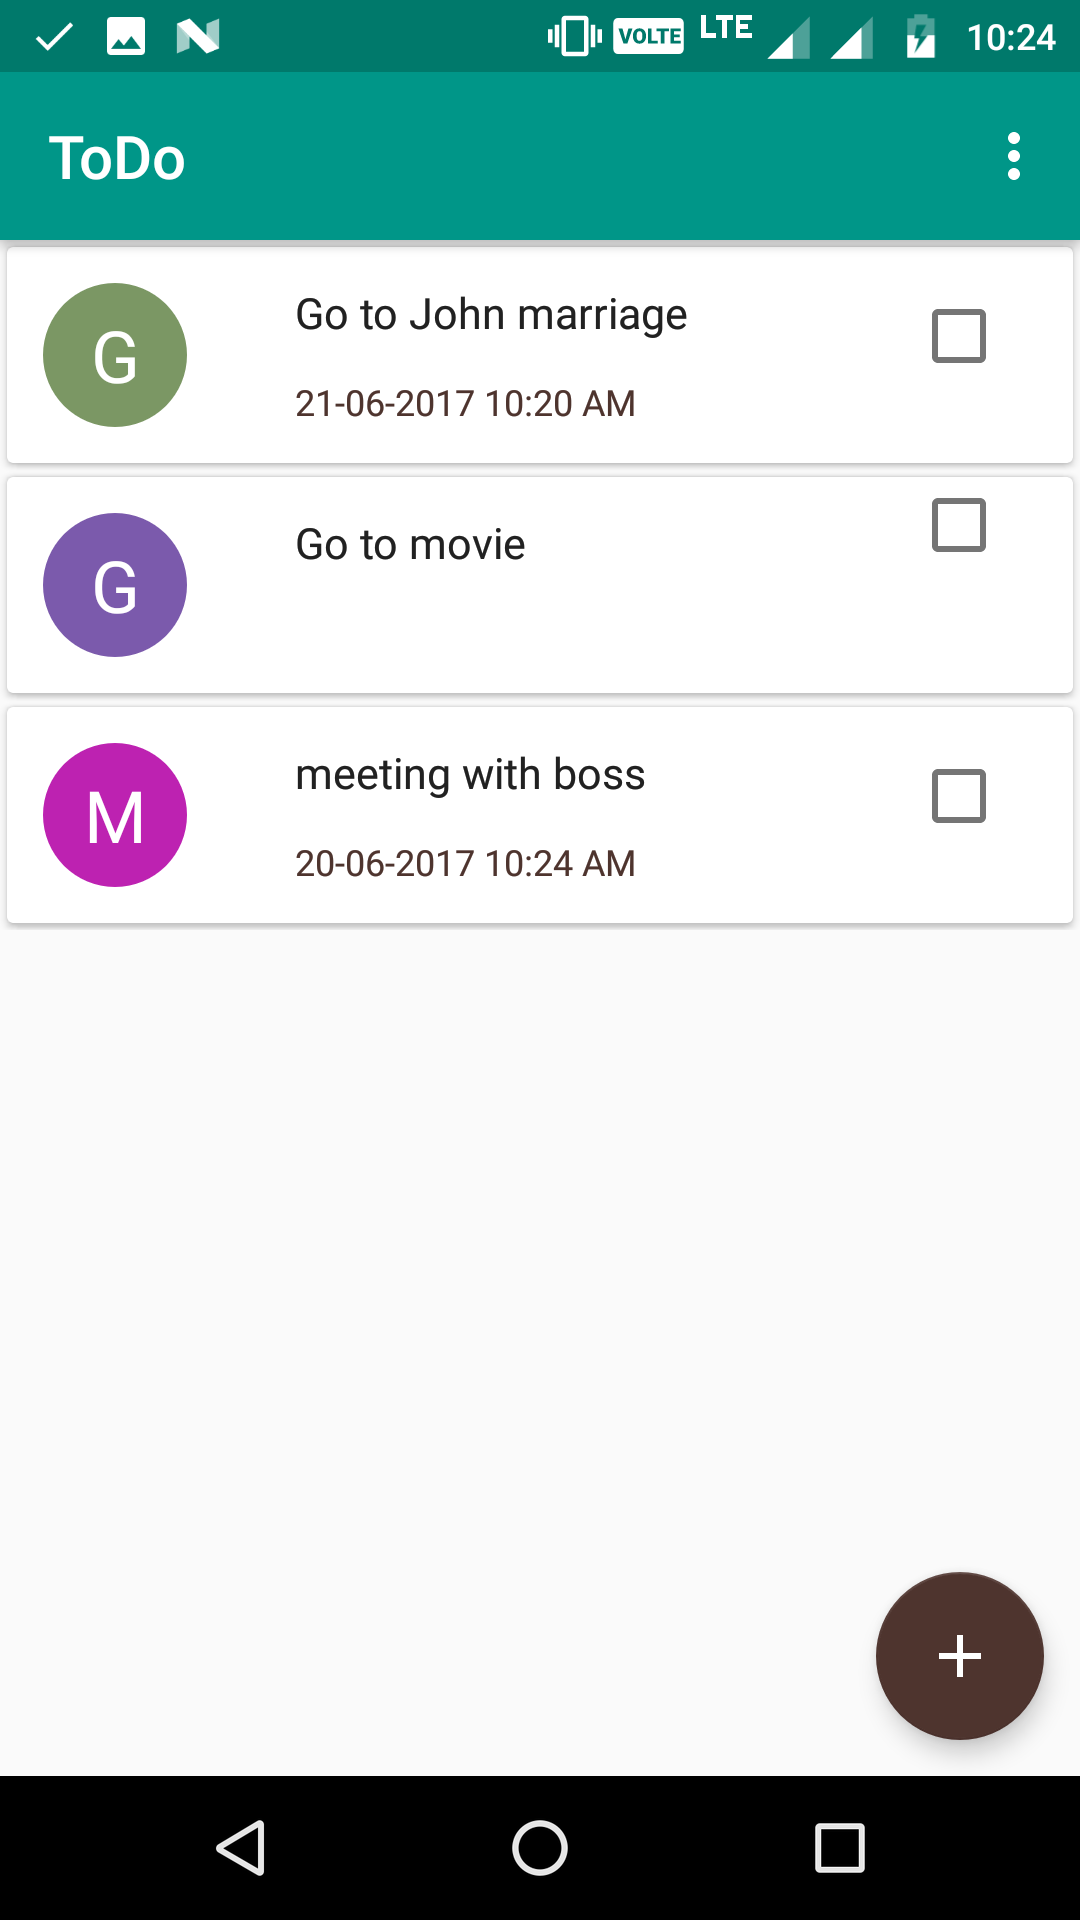 VOLTE LTE 10:24
ToDo
G
Go to John marriage
21-06-2017 10:20 AM
G
Go to movie
M
meeting with boss
20-06-2017 10:24 AM